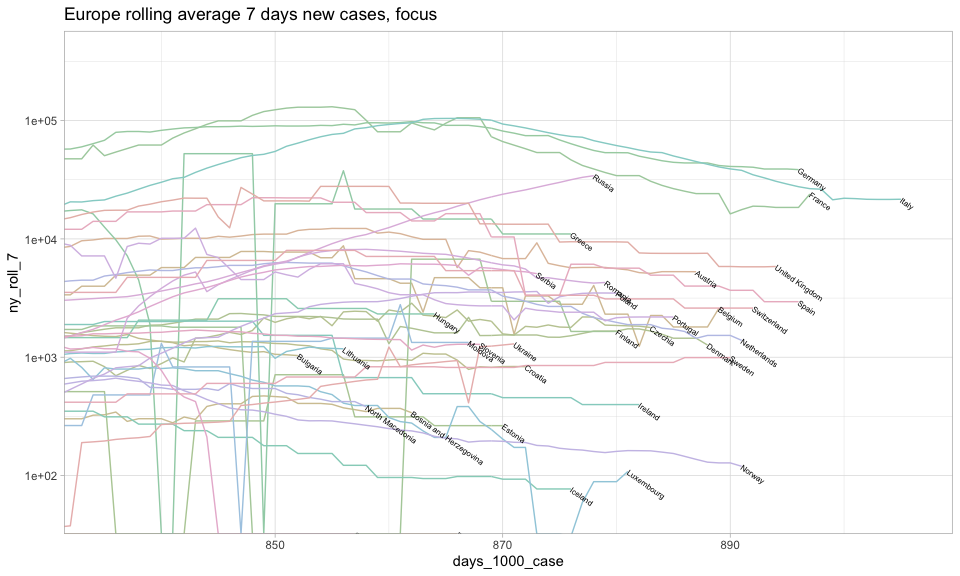 Europe rolling average 7 days new cases, focus
ny_roll_7
1e+05
1e+04
1e+03
1e+02
Germany
France
Italy
Russia
Greece
United Kingdom
Austria
Serbia
Romania
Poland
Spain
Switzerland
Belgium
Portugal
Hungary
Czechia
Finland
Netherlands
Denmark
Sweden
Ukraine
Slovenia
Moldova
Lithuania
Bulgaria
Croatia
Ireland
North Macedonia
Bosnia and Herzegovina
Estonia
Norway
Luxembourg
Iceland
850
870
890
days_1000_case